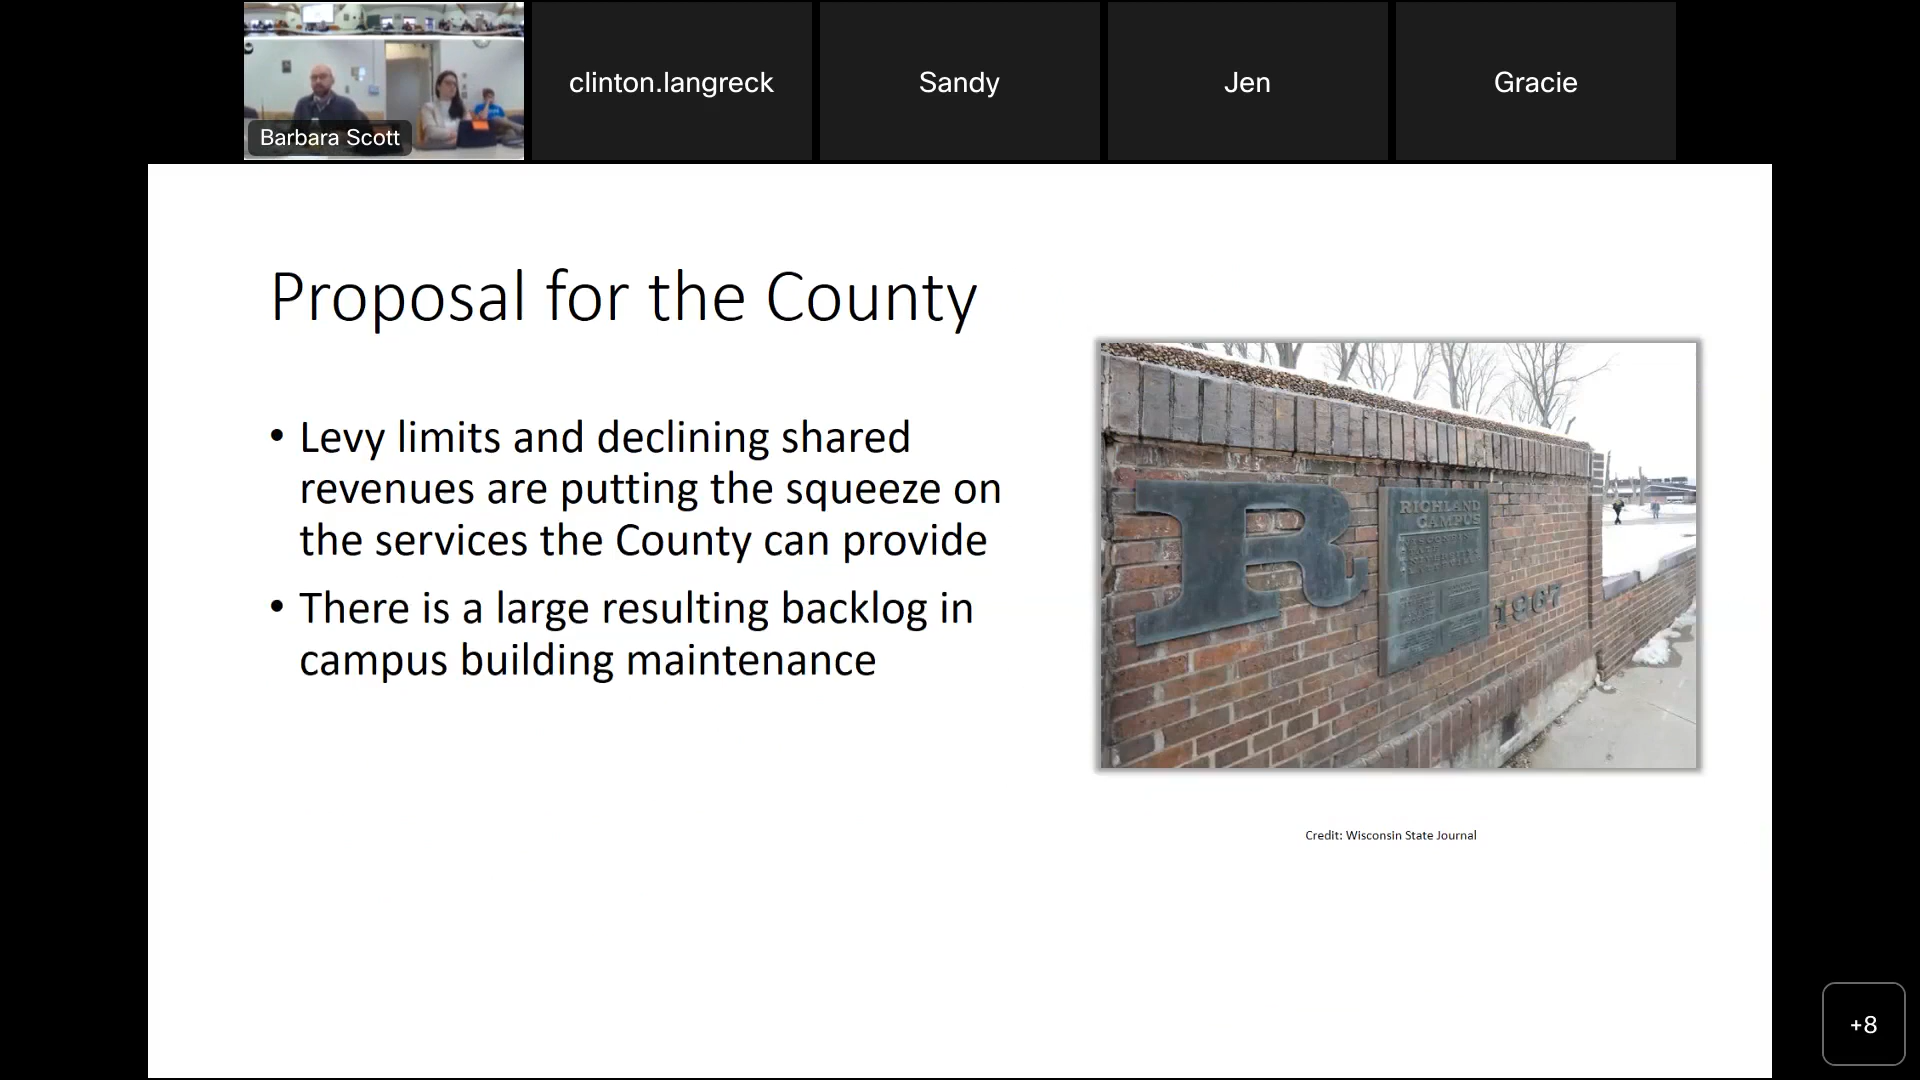 Barbara Scott
clinton.langreck
Sandy
Jen
Gracie
Proposal for the County
• Levy limits and declining shared
revenues are putting the squeeze on
the services the County can provide
• There is a large resulting backlog in
campus building maintenance
R
RICHLAND
CAMPUS
1967
Credit: Wisconsin State Journal
+8